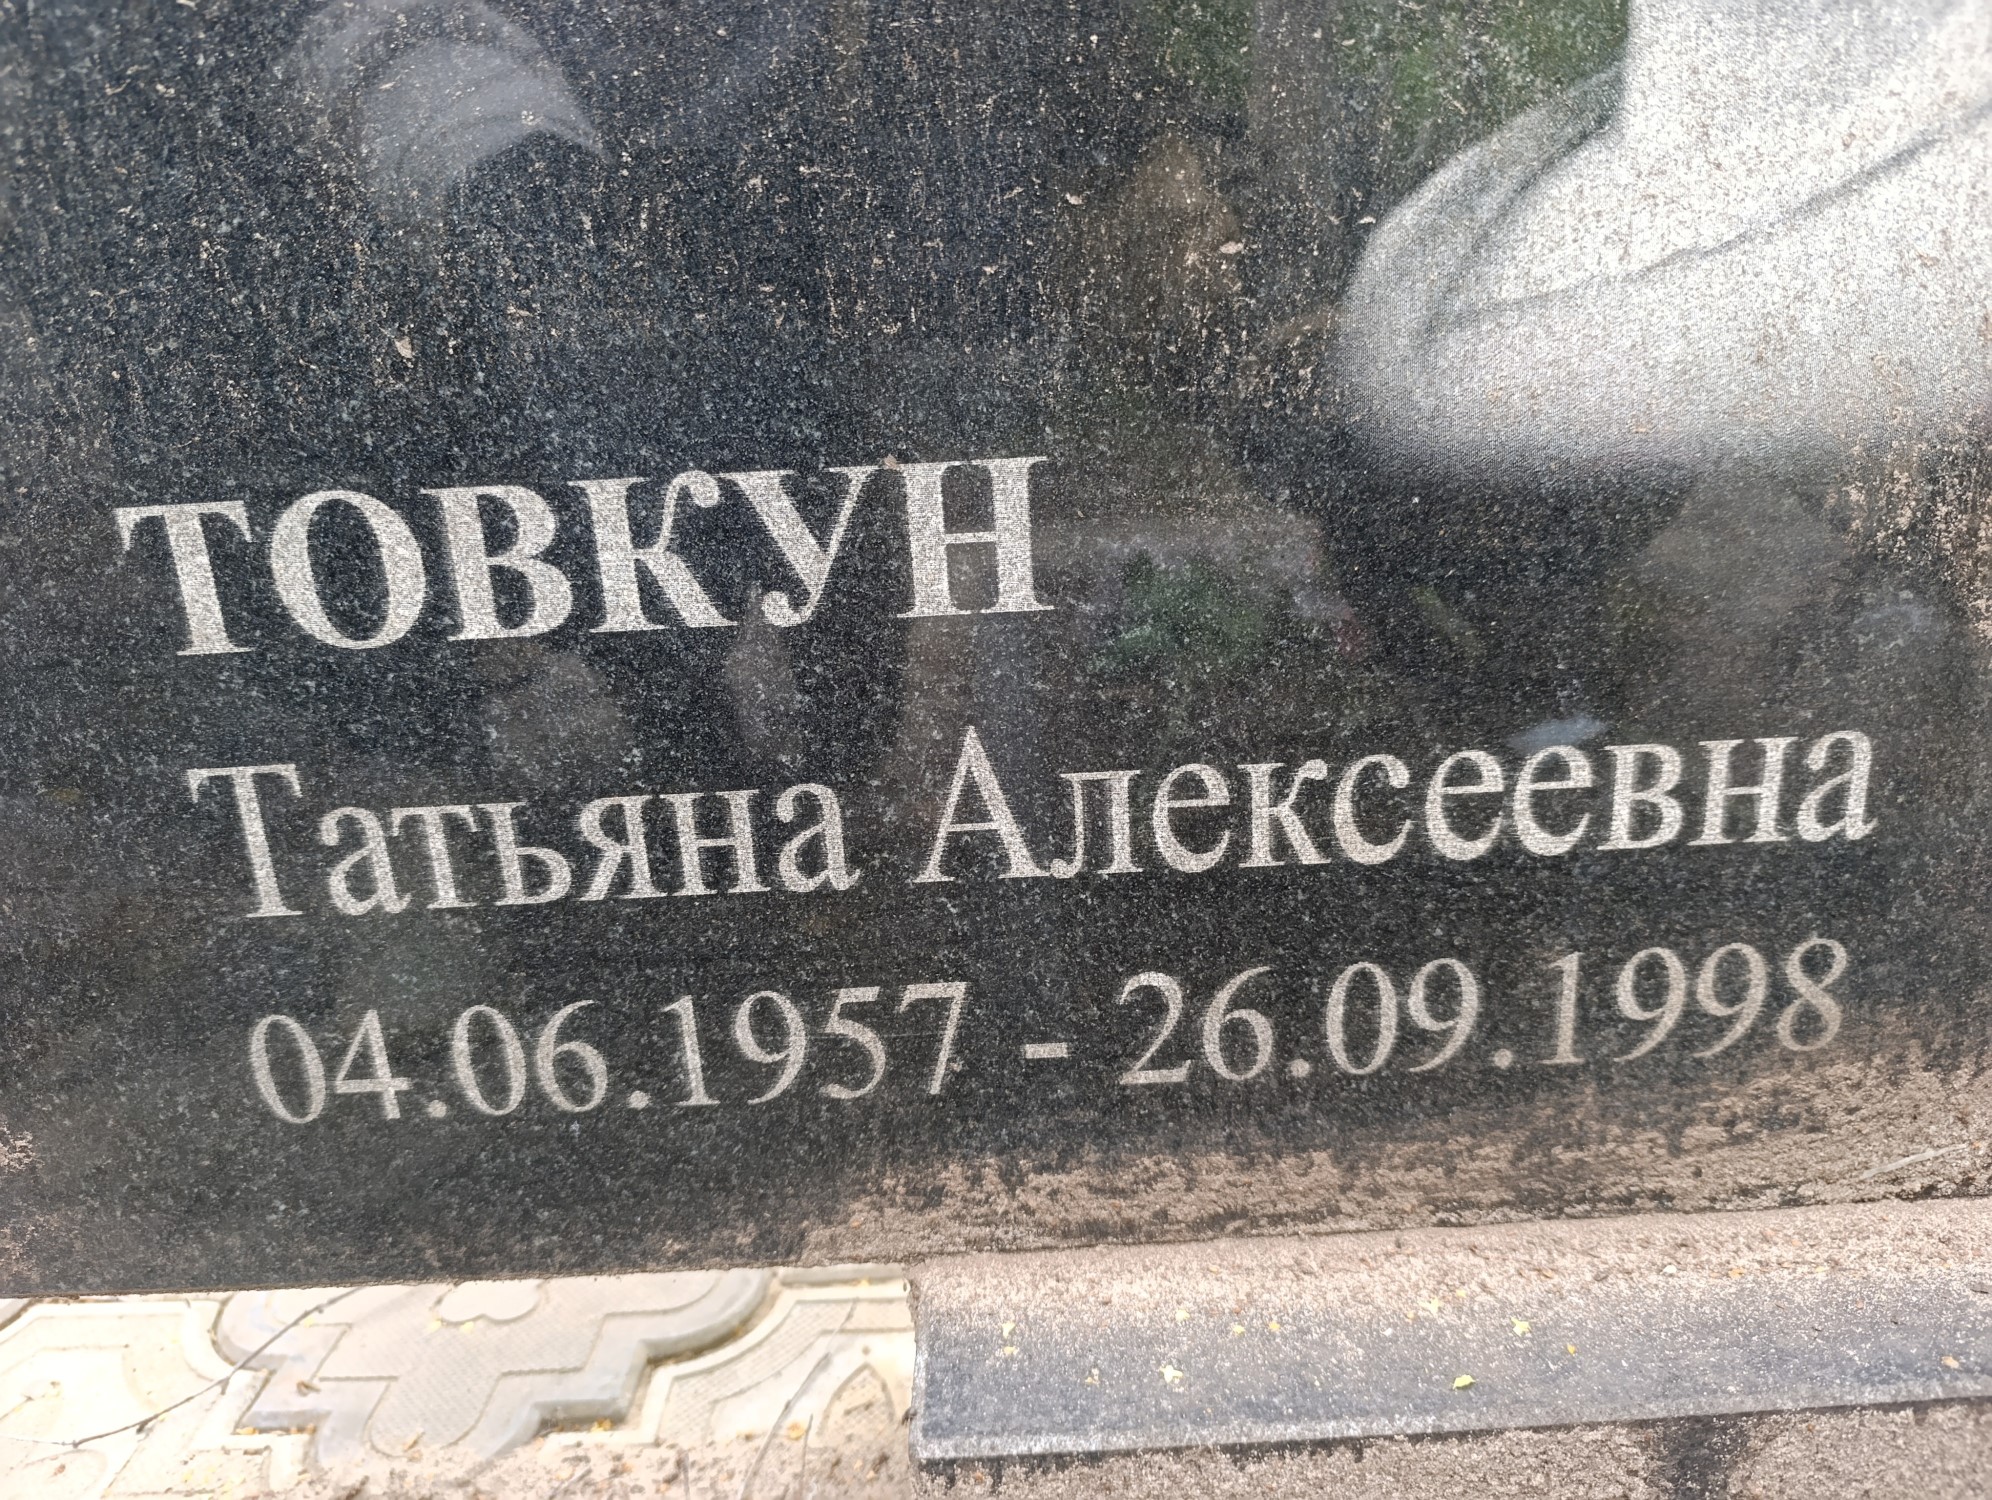 ТОВКУН
Татьяна Алексеевна
04.06.1957 - 26.09.1998